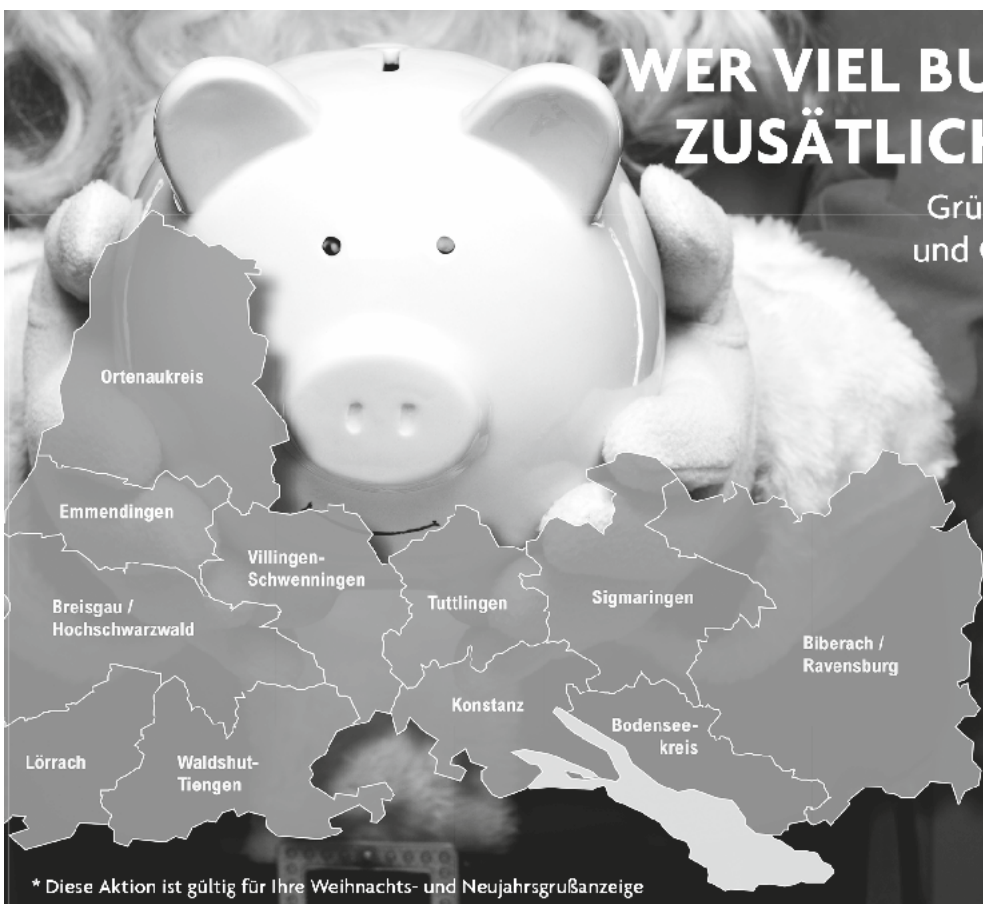 WER VIEL BU
ZUSÄTLICK
Grü
und
Ortenaukreis
Emmendingen
Villingen-
Schwenningen
Tuttlingen
Sigmaringen
Breisgau /
Hochschwarzwald
Biberach /
Ravensburg
Konstanz
Bodensee-
kreis
Lörrach
Waldshut-
Tiengen
* Diese Aktion ist gültig für Ihre Weihnachts- und Neujahrsgrußanzeige